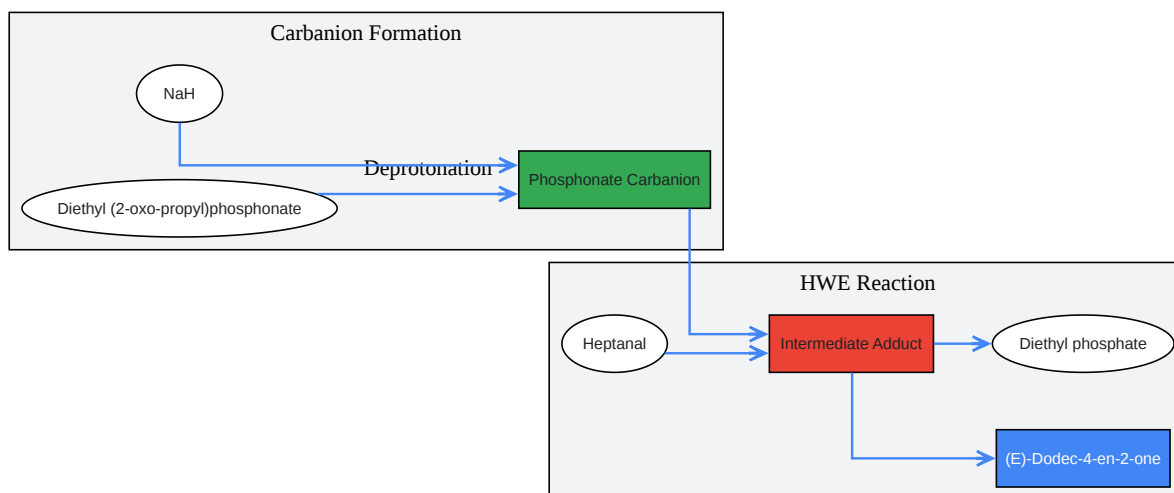 Carbanion Formation
NaH
Deprotonation
Phosphonate Carbanion
Diethyl (2-oxo-propyl)phosphonate
HWE Reaction
Heptanal
Intermediate Adduct
Diethyl phosphate
(E)-Dodec-4-en-2-one